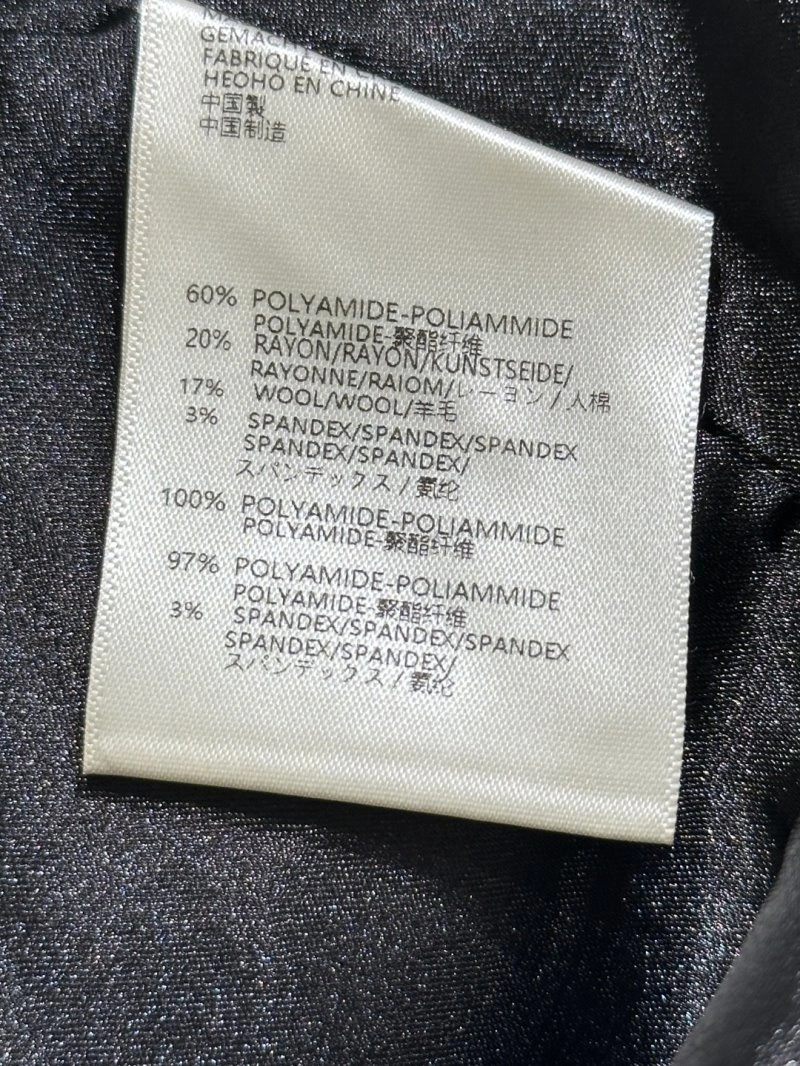 GEMACHT
FABRIQUE EN
HEOHO EN CHINE
中国製
中国制造
60% POLYAMIDE-POLIAMMIDE
POLYAMIDE-聚酯纤维
20% RAYON/RAYON/KUNSTSEIDE/
RAYONNE/RAIOM/レーヨン/人棉
17% WOOL/WOOL/羊毛
3% SPANDEX/SPANDEX/SPANDEX
SPANDEX/SPANDEX/
スパンデックス/氨纶
100% POLYAMIDE-POLIAMMIDE
POLYAMIDE-聚酯纤维
97% POLYAMIDE-POLIAMMIDE
POLYAMIDE-聚酯纤维
3% SPANDEX/SPANDEX/SPANDEX
SPANDEX/SPANDEX/
スパンデックス/氨纶